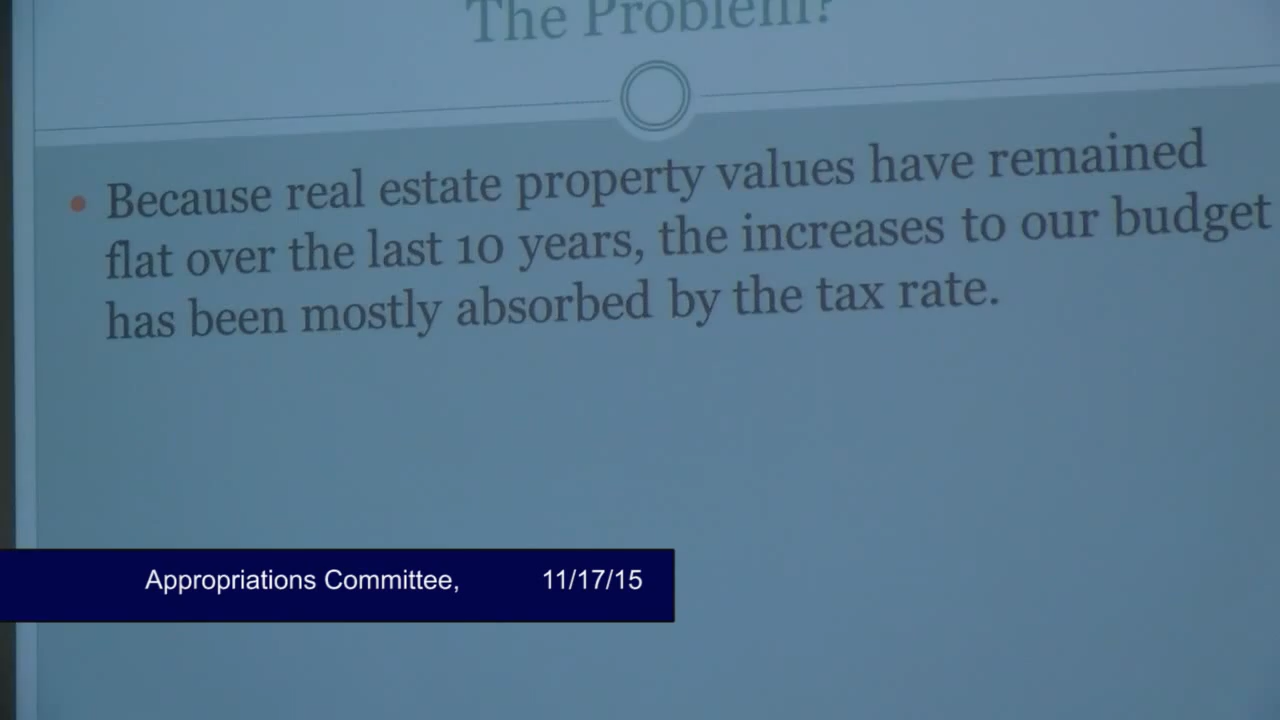 The Problem?
• Because real estate property values have remained
flat over the last 10 years, the increases to our budget
has been mostly absorbed by the tax rate.
Appropriations Committee, 11/17/15